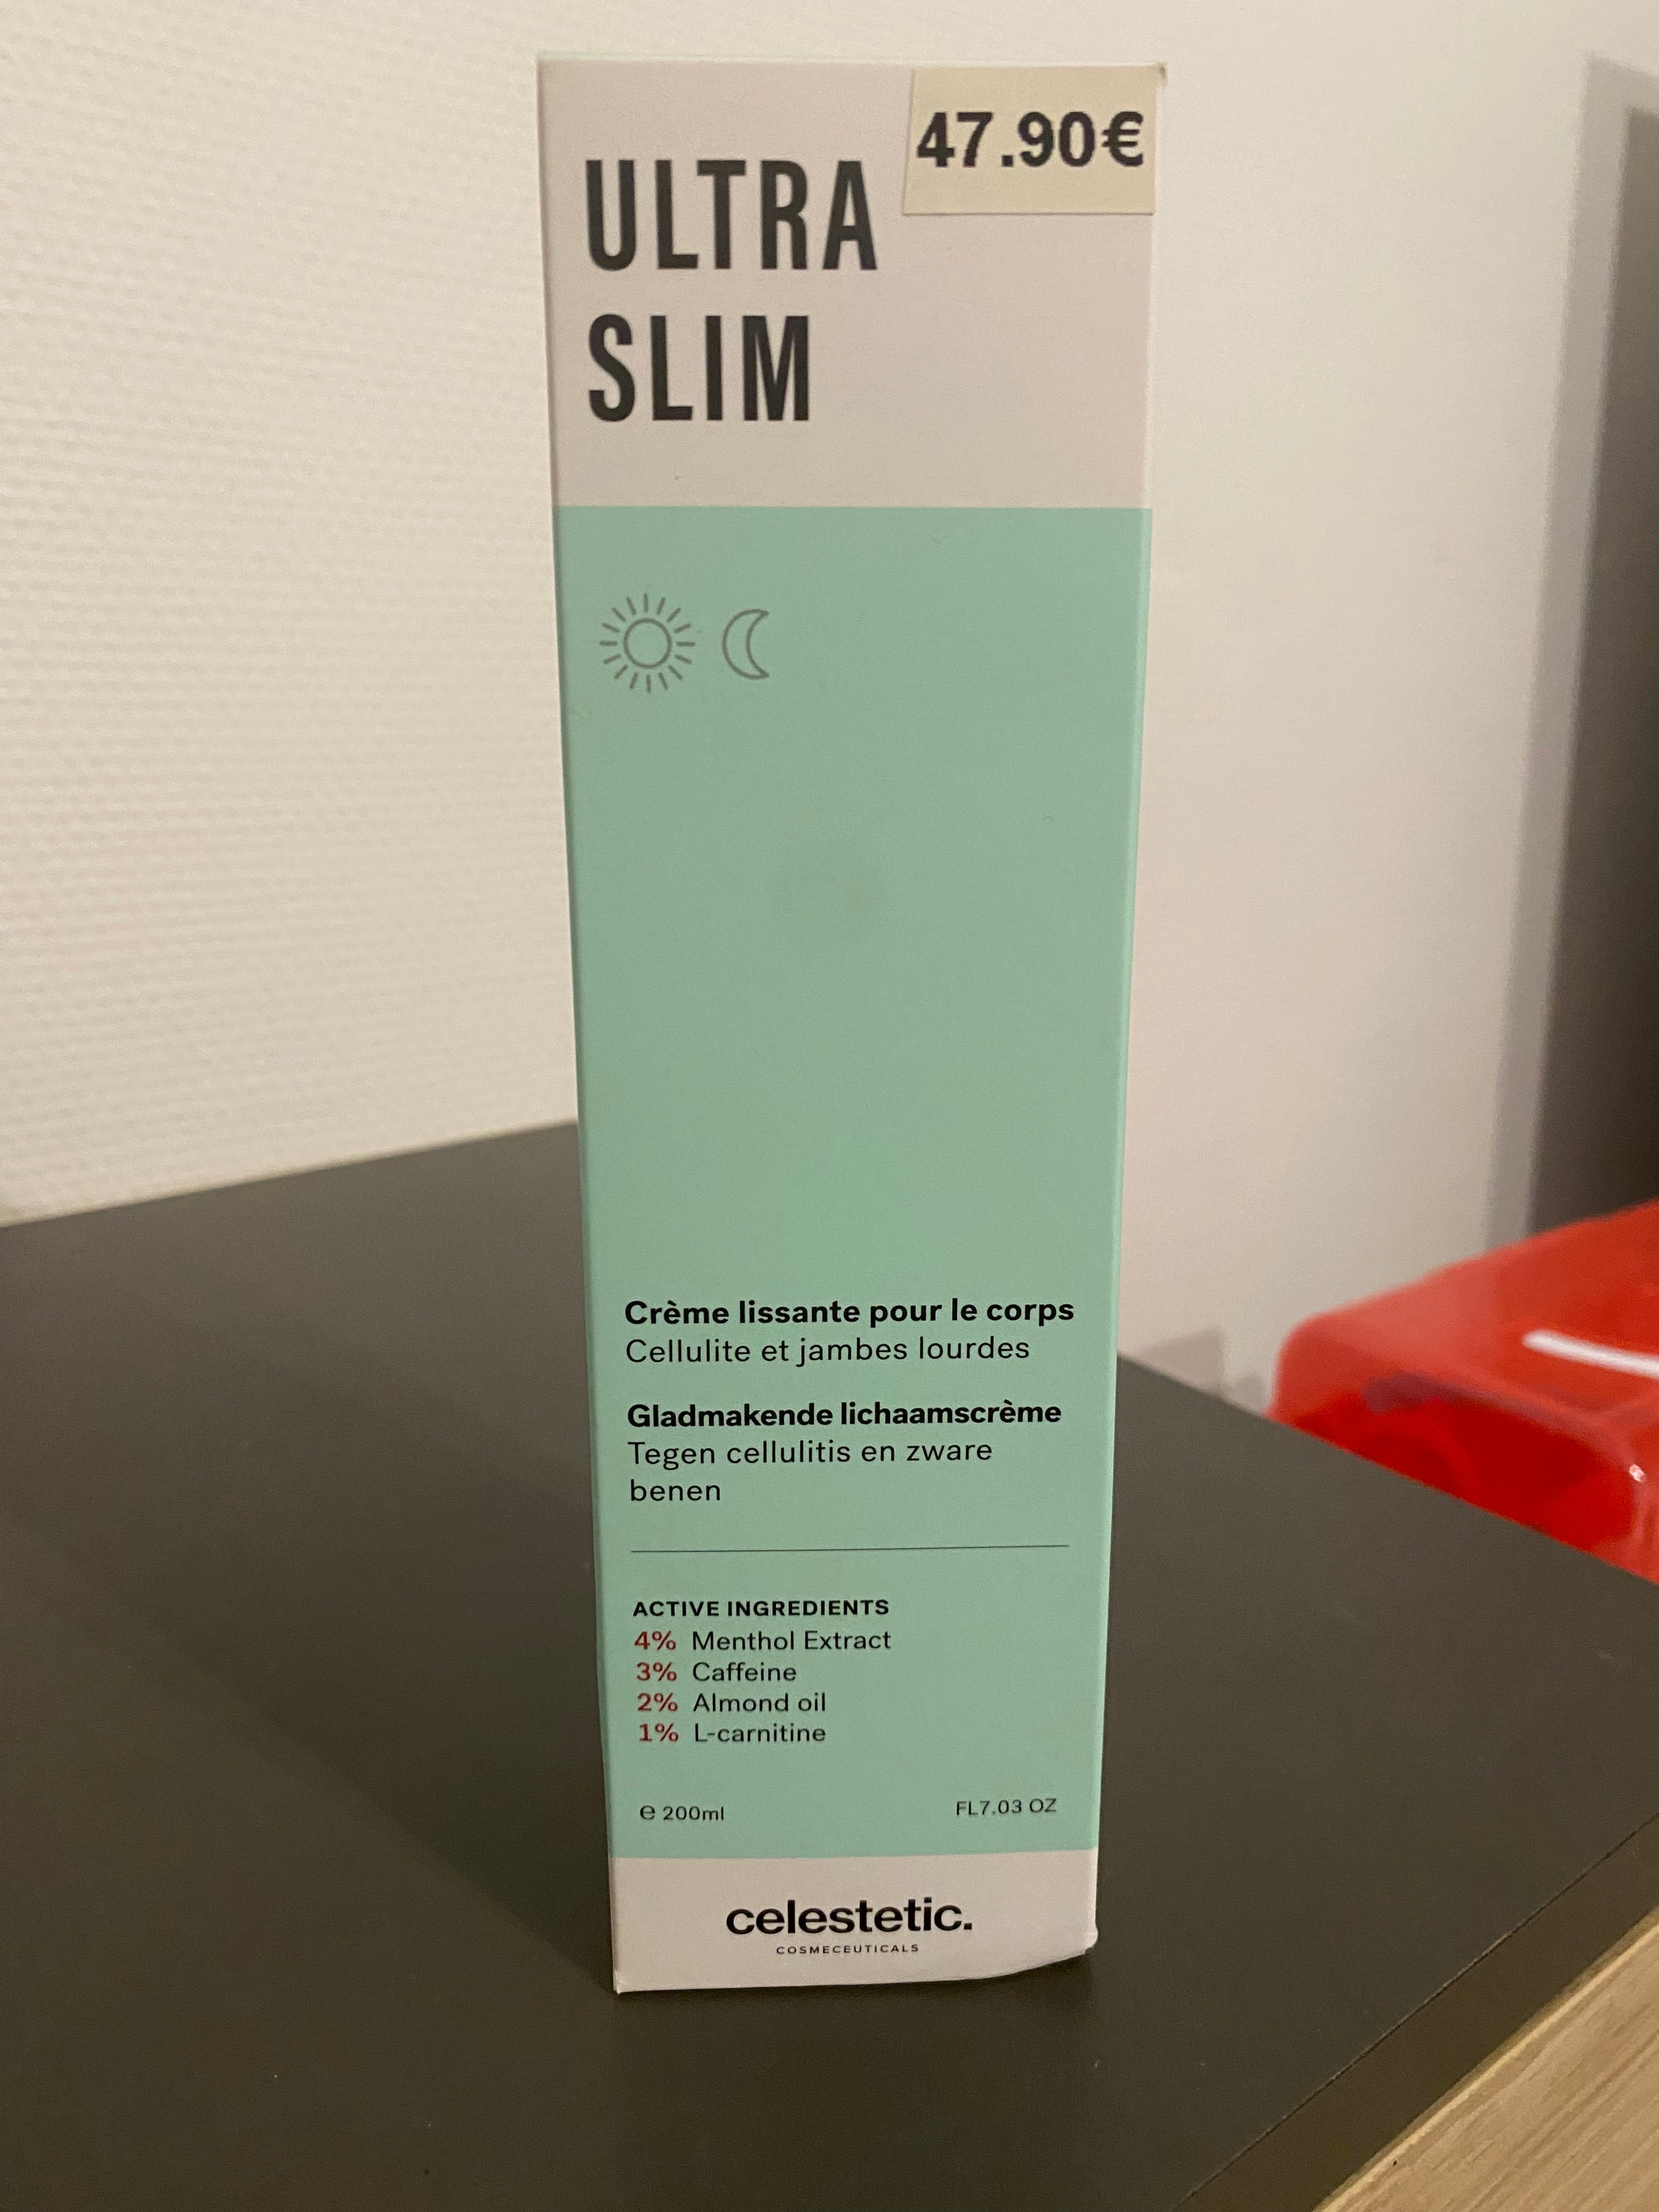 47.90€
ULTRA
SLIM
Crème lissante pour le corps
Cellulite et jambes lourdes
Gladmakende lichaamscrème
Tegen cellulitis en zware
benen
ACTIVE INGREDIENTS
4% Menthol Extract
3% Caffeine
2% Almond oil
1% L-carnitine
℮ 200ml FL7.03 OZ
celestetic.
COSMECEUTICALS